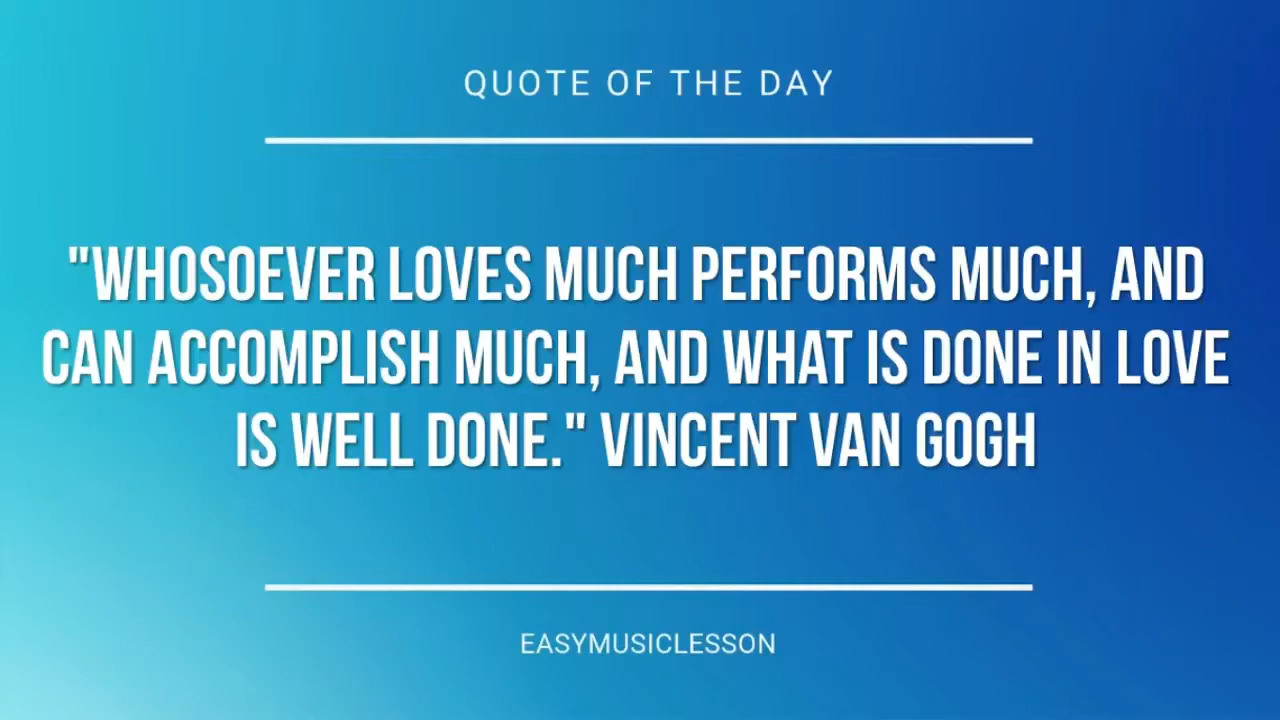 QUOTE OF THE DAY
"WHOSOEVER LOVES MUCH PERFORMS MUCH, AND
CAN ACCOMPLISH MUCH, AND WHAT IS DONE IN LOVE
IS WELL DONE." VINCENT VAN GOGH
EASYMUSICLESSON